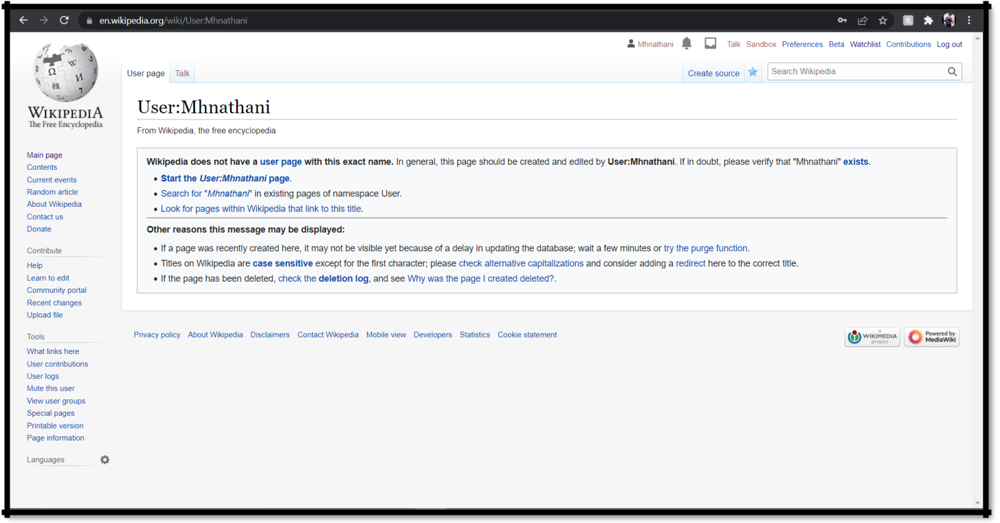 en.wikipedia.org/wiki/User:Mhnathani
Mhnathani Talk Sandbox Preferences Beta Watchlist Contributions Log out
User page Talk Create source Search Wikipedia
WIKIPEDIA
The Free Encyclopedia
User:Mhnathani
From Wikipedia, the free encyclopedia
Wikipedia does not have a user page with this exact name. In general, this page should be created and edited by User:Mhnathani. If in doubt, please verify that "Mhnathani" exists.
• Start the User:Mhnathani page.
• Search for "Mhnathani" in existing pages of namespace User.
• Look for pages within Wikipedia that link to this title.
Other reasons this message may be displayed:
• If a page was recently created here, it may not be visible yet because of a delay in updating the database; wait a few minutes or try the purge function.
• Titles on Wikipedia are case sensitive except for the first character; please check alternative capitalizations and consider adding a redirect here to the correct title.
• If the page has been deleted, check the deletion log, and see Why was the page I created deleted?.
Main page
Contents
Current events
Random article
About Wikipedia
Contact us
Donate
Contribute
Help
Learn to edit
Community portal
Recent changes
Upload file
Tools
What links here
User contributions
User logs
Mute this user
View user groups
Special pages
Printable version
Page information
Languages
Privacy policy About Wikipedia Disclaimers Contact Wikipedia Mobile view Developers Statistics Cookie statement
A
WIKIMEDIA
project
Powered by
MediaWiki